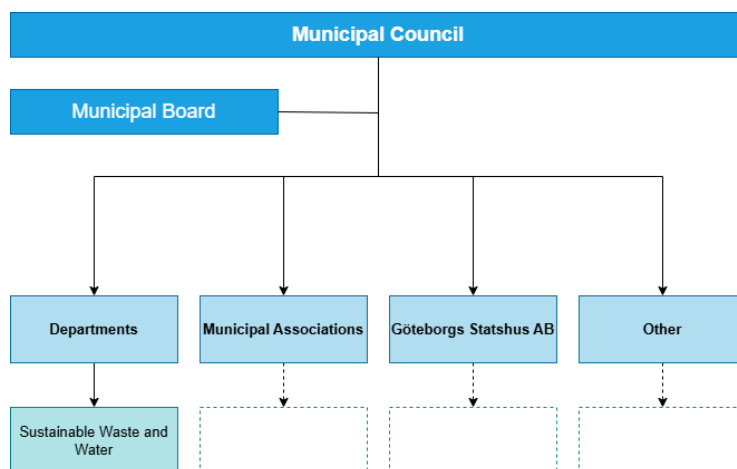 Municipal Council
Municipal Board
Departments
Municipal Associations
Göteborgs Statshus AB
Other
Sustainable Waste and
Water